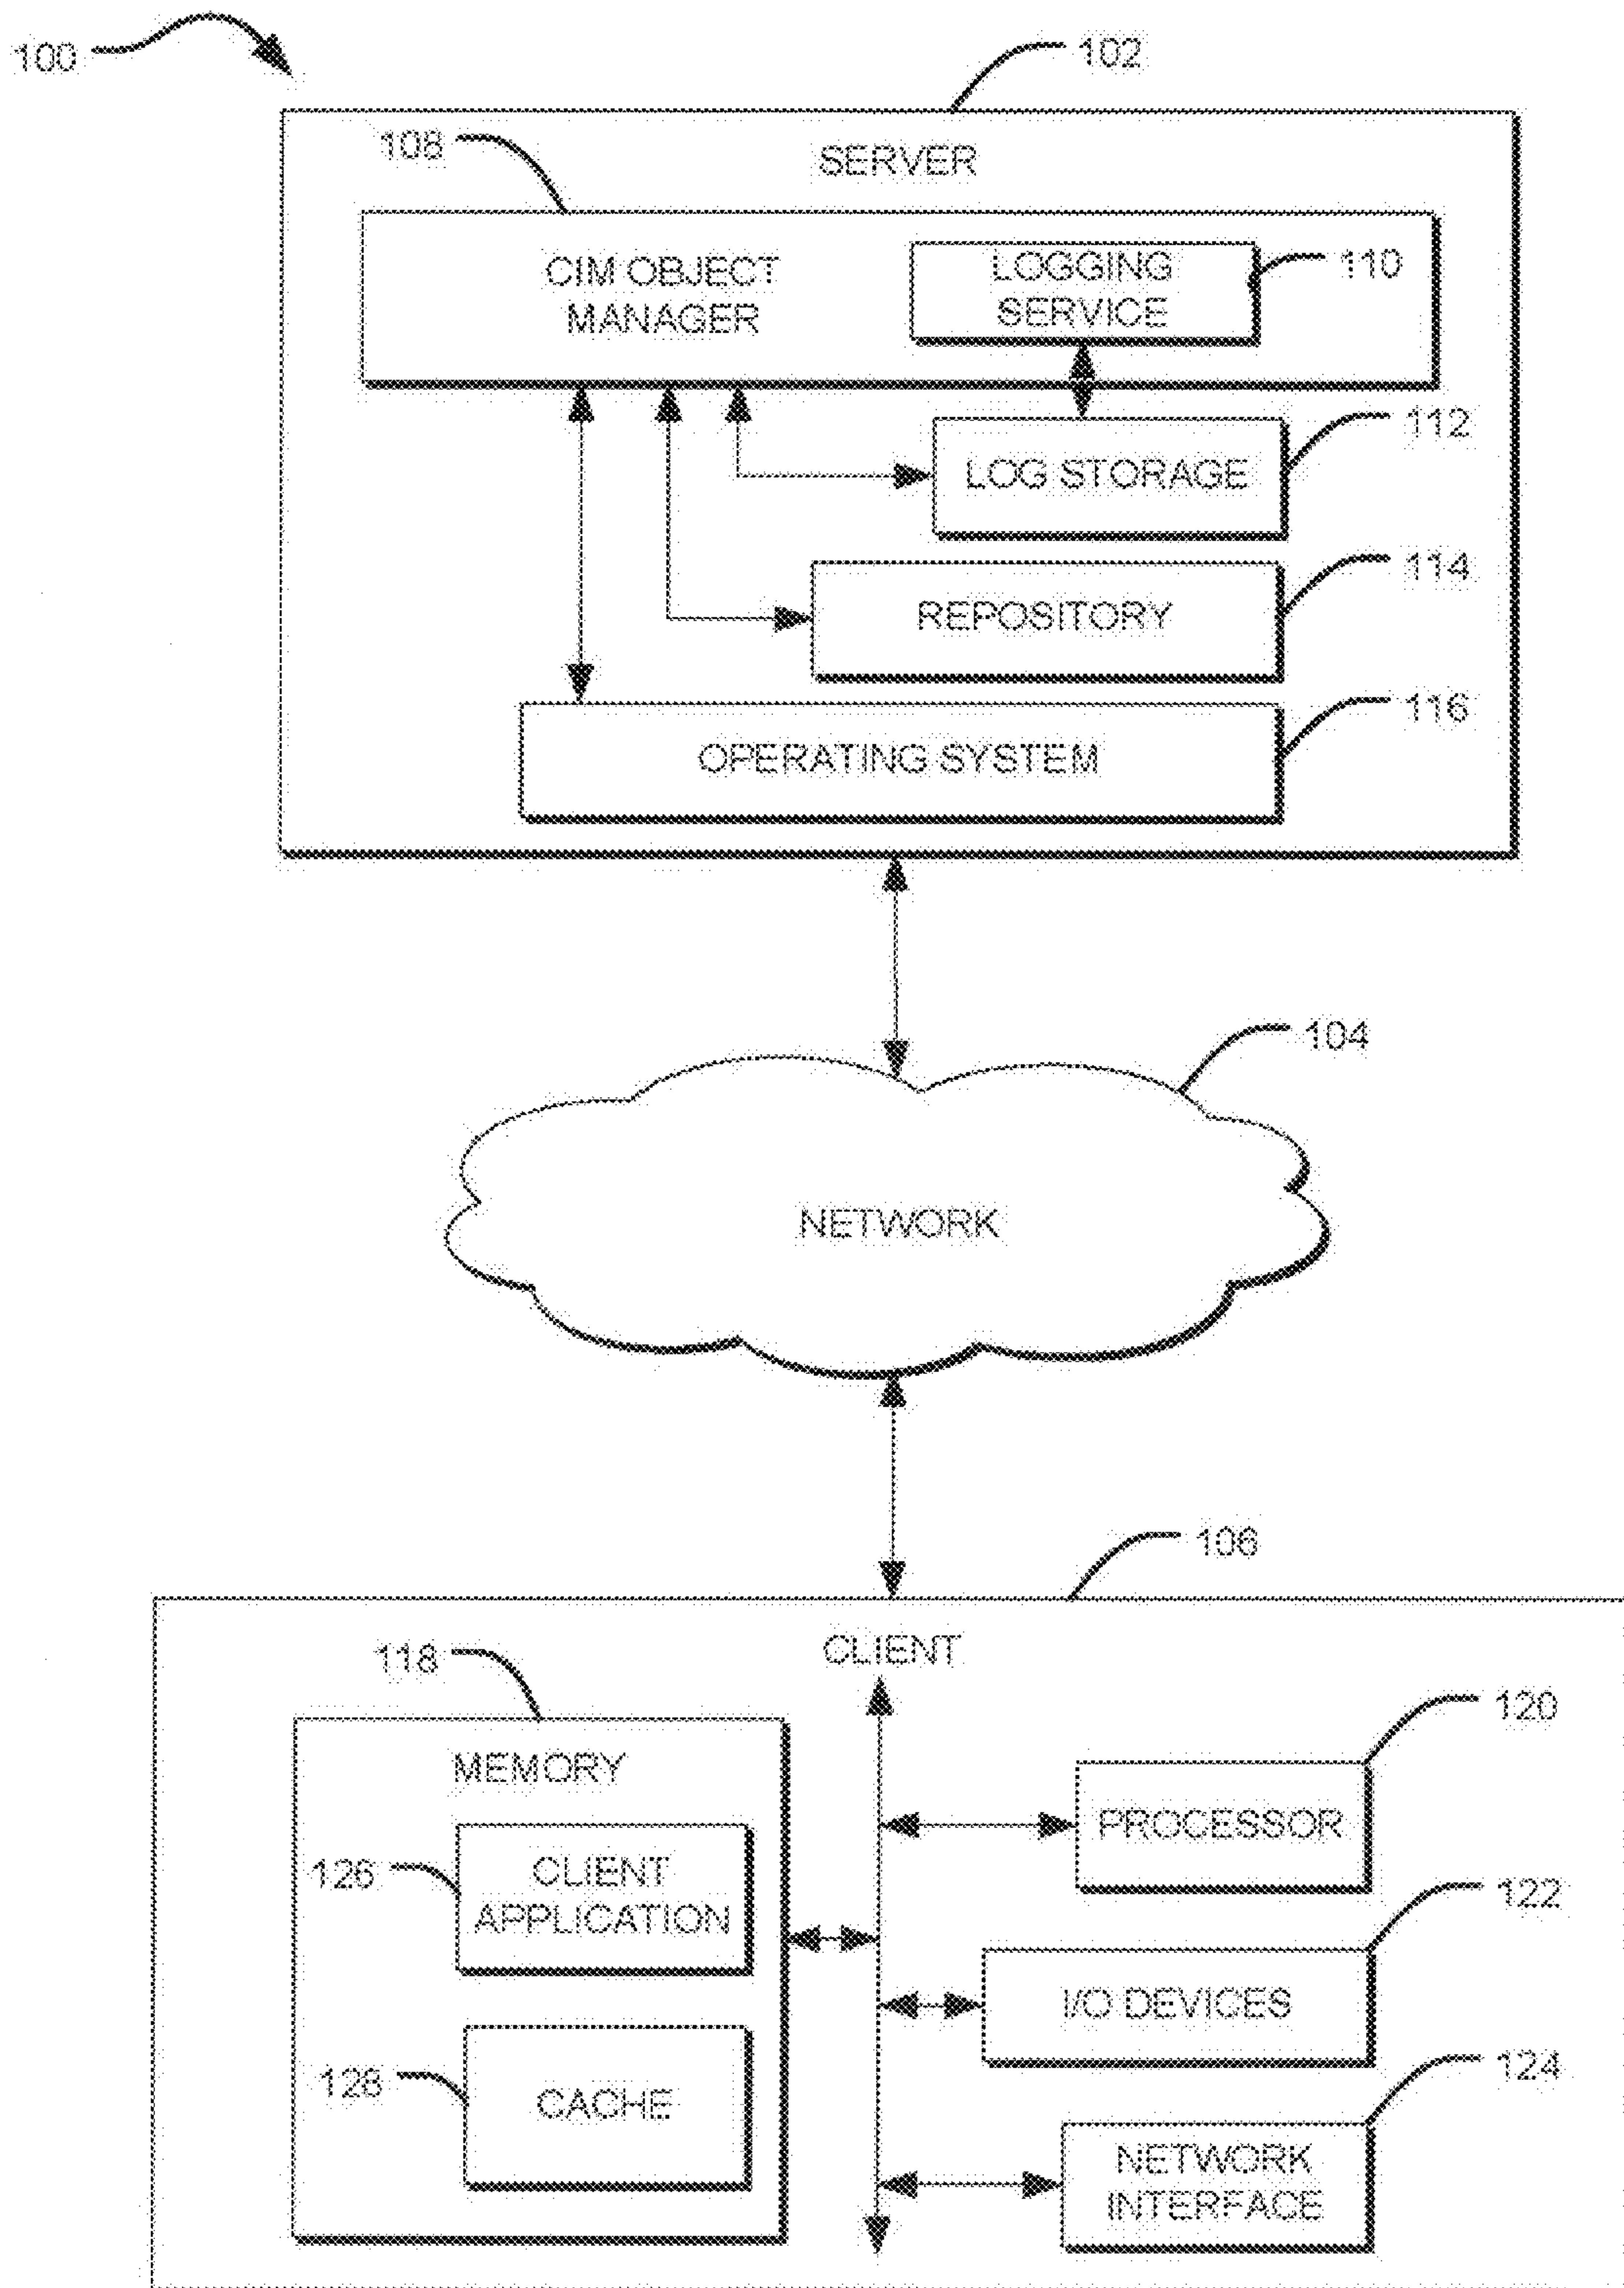 100
102
SERVER
108
CIM OBJECT
MANAGER
LOGGING
SERVICE
110
112
LOG STORAGE
114
REPOSITORY
116
OPERATING SYSTEM
104
NETWORK
106
CLIENT
118
MEMORY
120
PROCESSOR
126
CLIENT
APPLICATION
122
I/O DEVICES
128
CACHE
124
NETWORK
INTERFACE